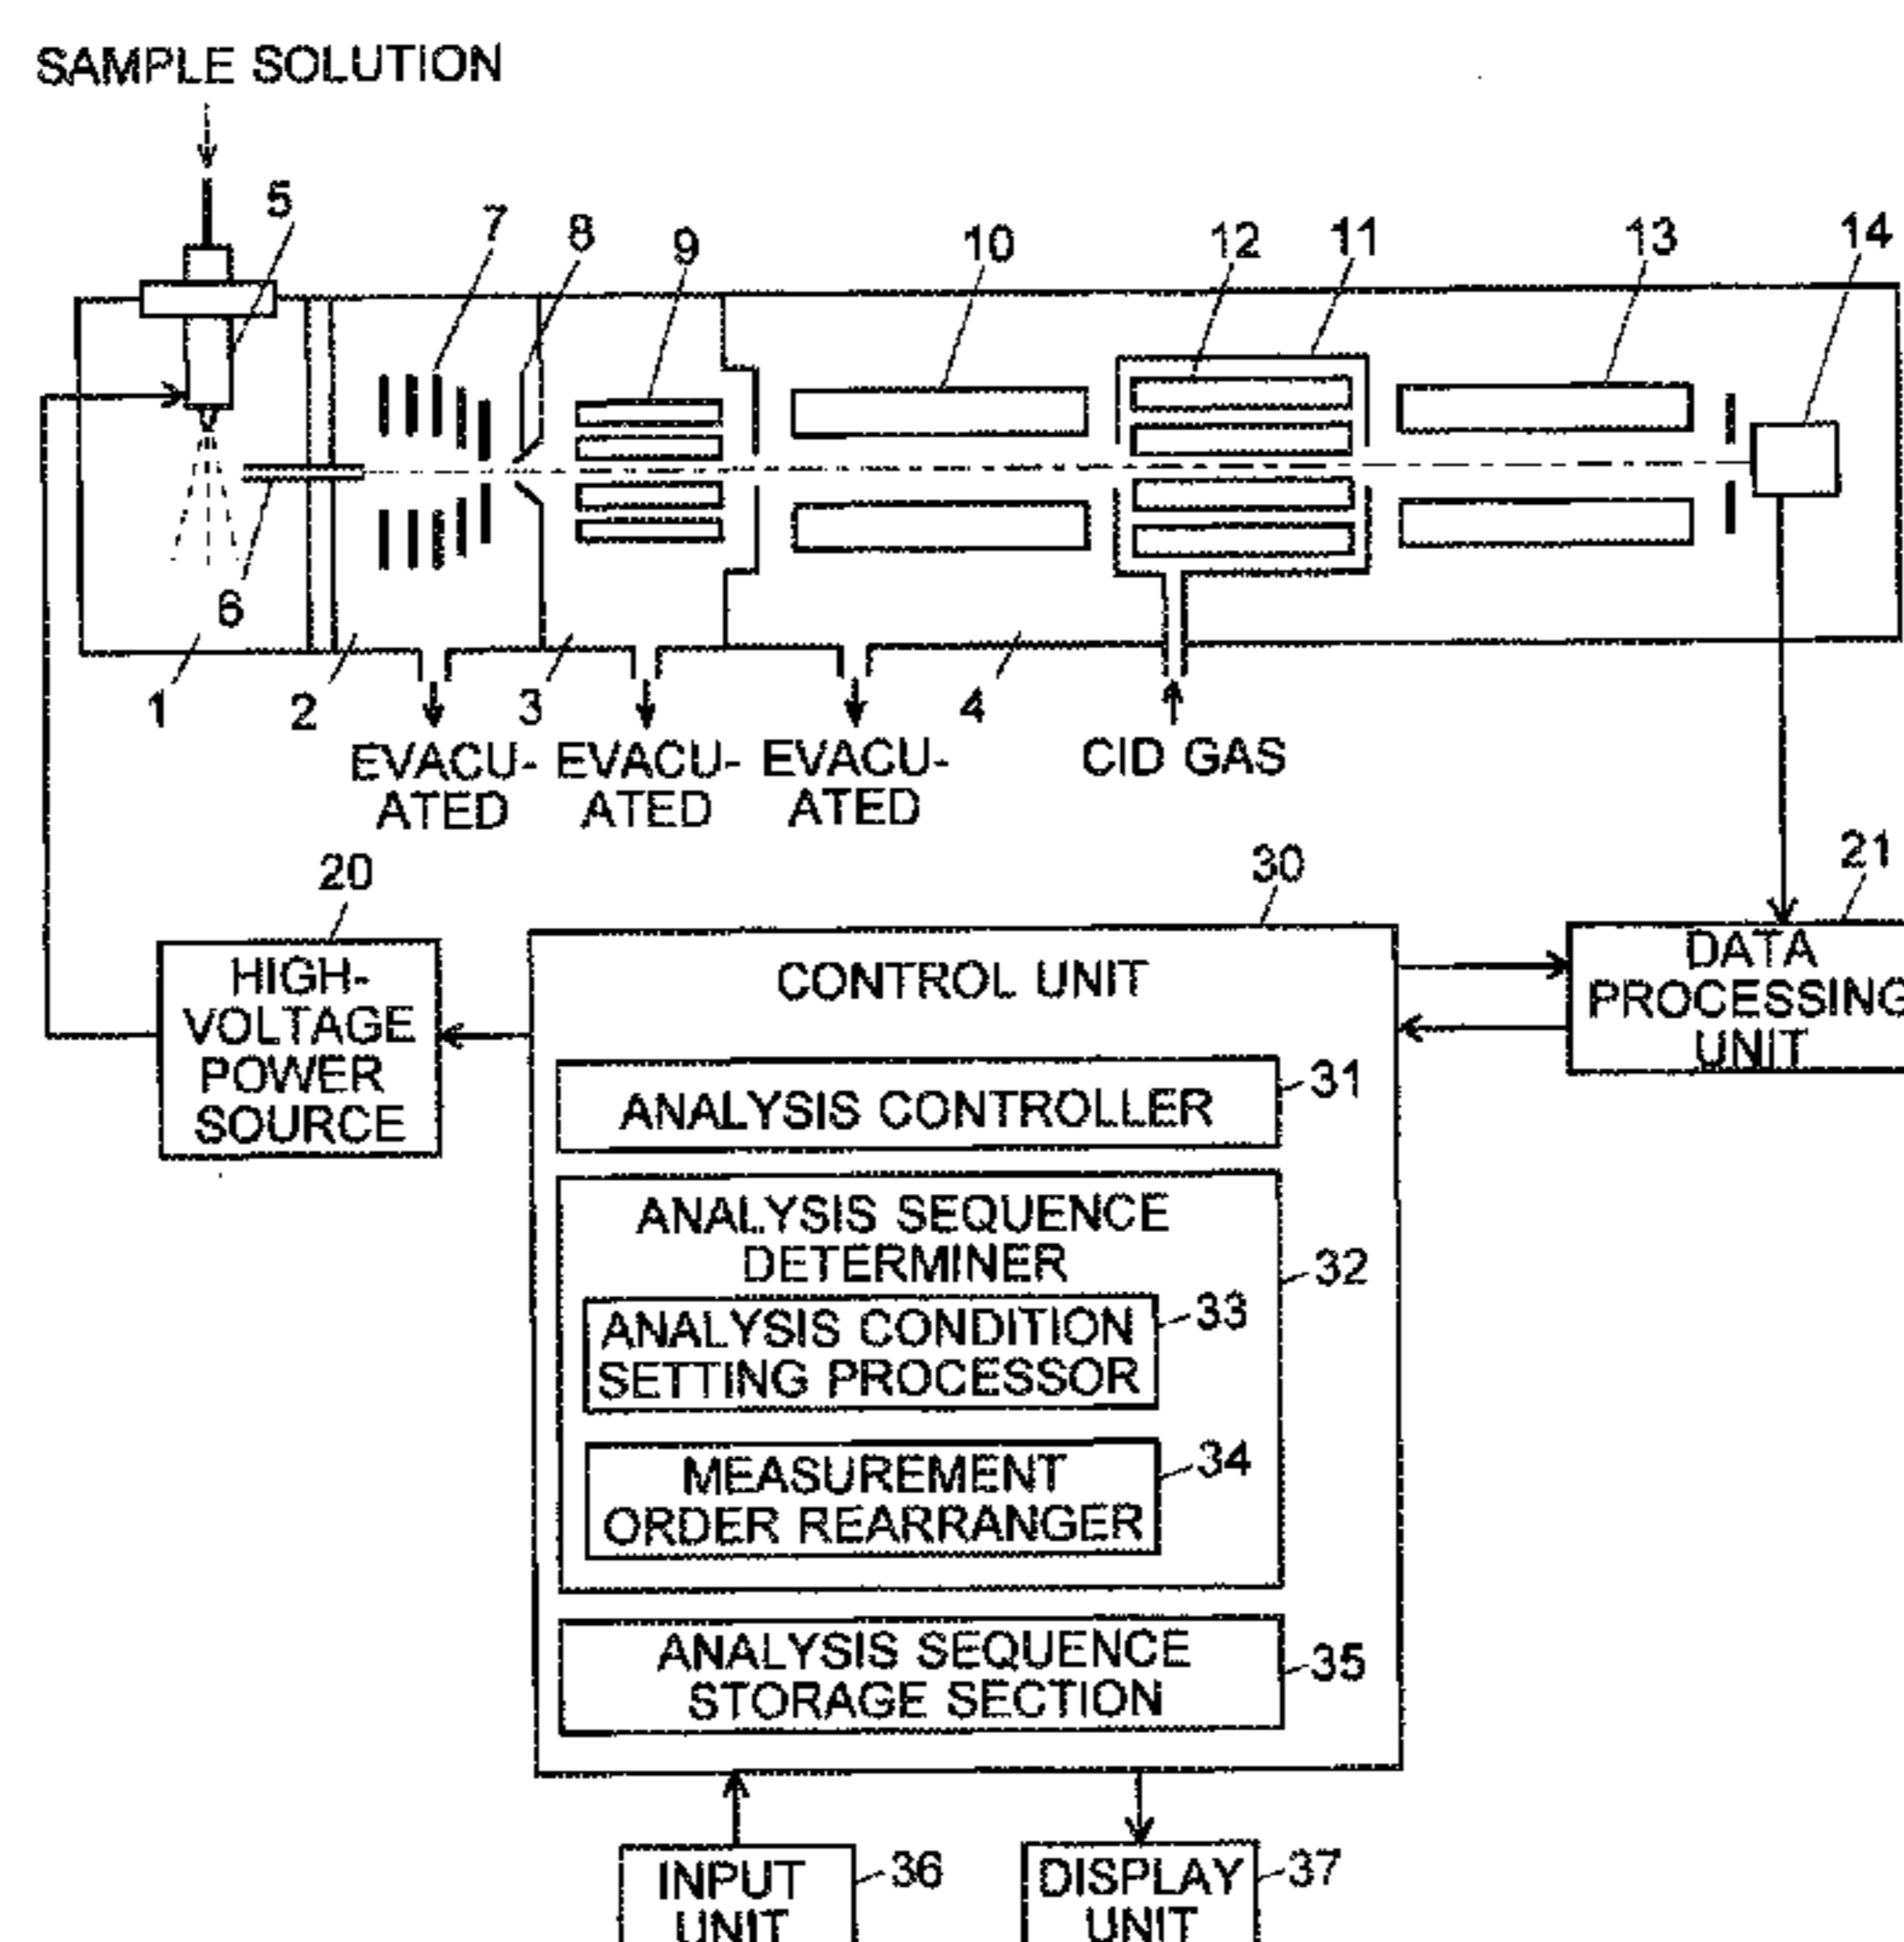 SAMPLE SOLUTION
5
7
8
9
10
12
11
13
14
6
1
2
3
4
EVACU-
ATED
EVACU-
ATED
EVACU-
ATED
CID GAS
20
30
21
HIGH-
VOLTAGE
POWER
SOURCE
CONTROL UNIT
DATA
PROCESSING
UNIT
ANALYSIS CONTROLLER
31
ANALYSIS SEQUENCE
DETERMINER
32
ANALYSIS CONDITION
SETTING PROCESSOR
33
MEASUREMENT
ORDER REARRANGER
34
ANALYSIS SEQUENCE
STORAGE SECTION
35
INPUT
UNIT
36
DISPLAY
UNIT
37